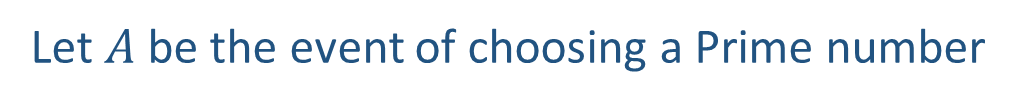 Let A be the event of choosing a Prime number